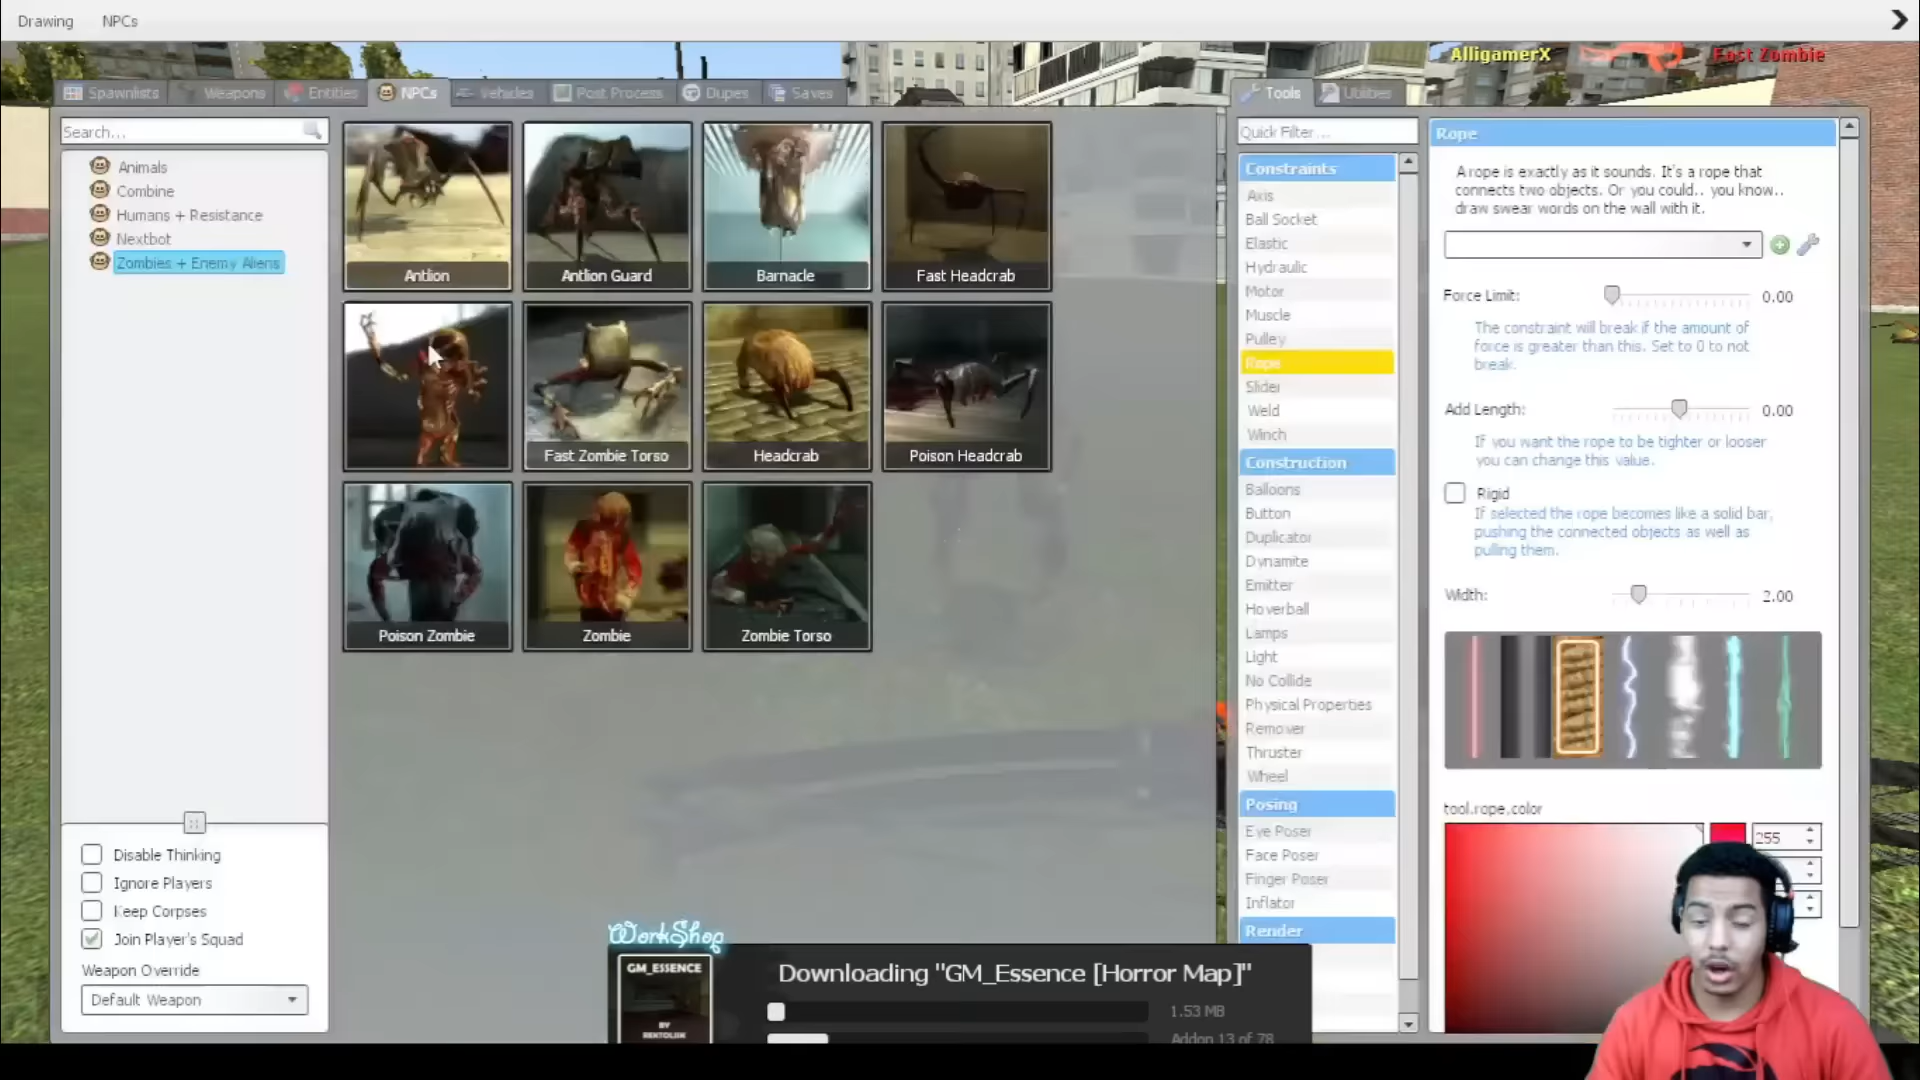 Drawing NPCs
AlligamerX Fast Zombie
Spawnlists Weapons Entities NPCs Vehicles Post Process Dupes Saves
Tools Utilities
Search...
Animals
Combine
Humans + Resistance
Nextbot
Zombies + Enemy Aliens
Antlion
Antlion Guard
Barnacle
Fast Headcrab
Fast Zombie Torso
Headcrab
Poison Headcrab
Poison Zombie
Zombie
Zombie Torso
Disable Thinking
Ignore Players
Keep Corpses
Join Player's Squad
Weapon Override
Default Weapon
Quick Filter...
Constraints
Axis
Ball Socket
Elastic
Hydraulic
Motor
Muscle
Pulley
Rope
Slider
Weld
Winch
Construction
Balloons
Button
Duplicator
Dynamite
Emitter
Hoverball
Lamps
Light
No Collide
Physical Properties
Remover
Thruster
Wheel
Posing
Eye Poser
Face Poser
Finger Poser
Inflator
Render
Rope
A rope is exactly as it sounds. It's a rope that
connects two objects. Or you could.. you know..
draw swear words on the wall with it.
Force Limit: 0.00
The constraint will break if the amount of
force is greater than this. Set to 0 to not
break.
Add Length: 0.00
If you want the rope to be tighter or looser
you can change this value.
Rigid
If selected the rope becomes like a solid bar,
pushing the connected objects as well as
pulling them.
Width: 2.00
tool.rope.color
255
WorkShop
GM_ESSENCE
BY
Downloading "GM_Essence [Horror Map]"
1.53 MB
Addon 13 of 78